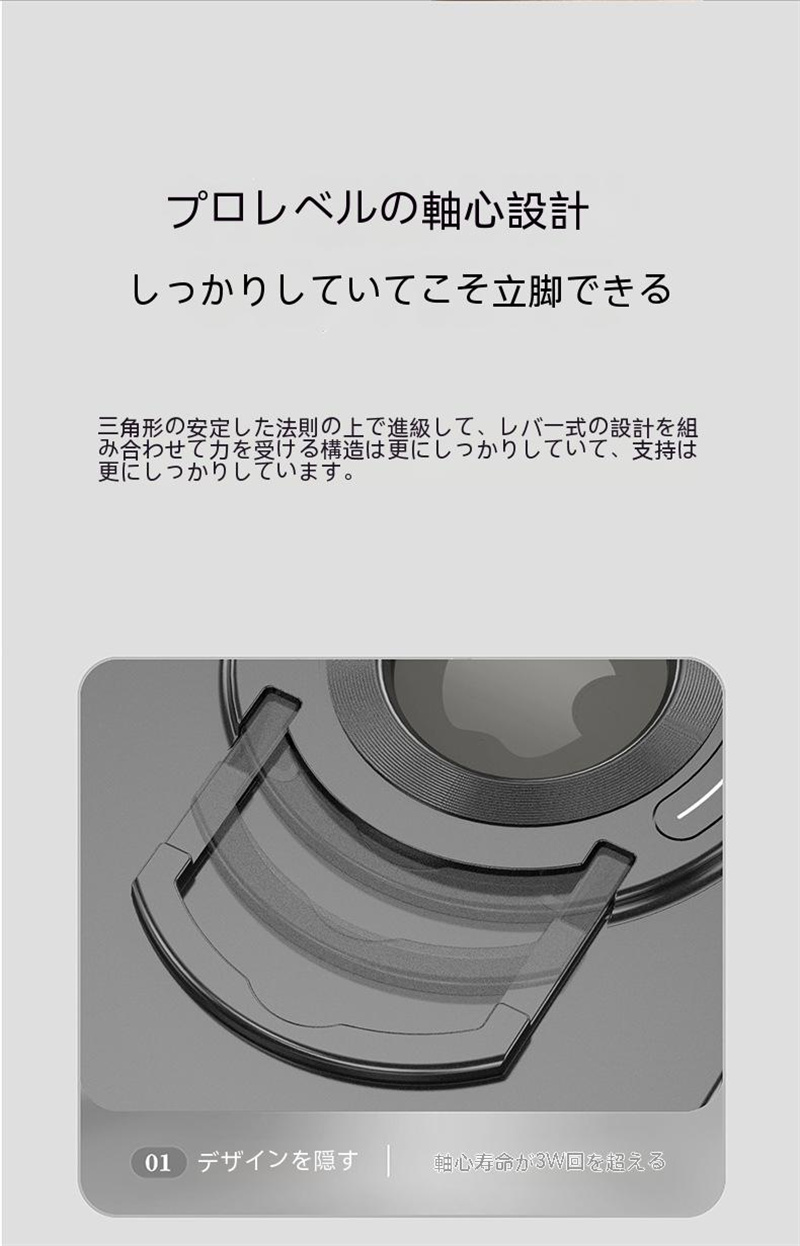 プロレベルの軸心設計
しっかりしていてこそ立脚できる
三角形の安定した法則の上で進級して、レバー式の設計を組
み合わせて力を受ける構造は更にしっかりしていて、支持は
更にしっかりしています。
01 デザインを隠す 軸心寿命が3W回を超える